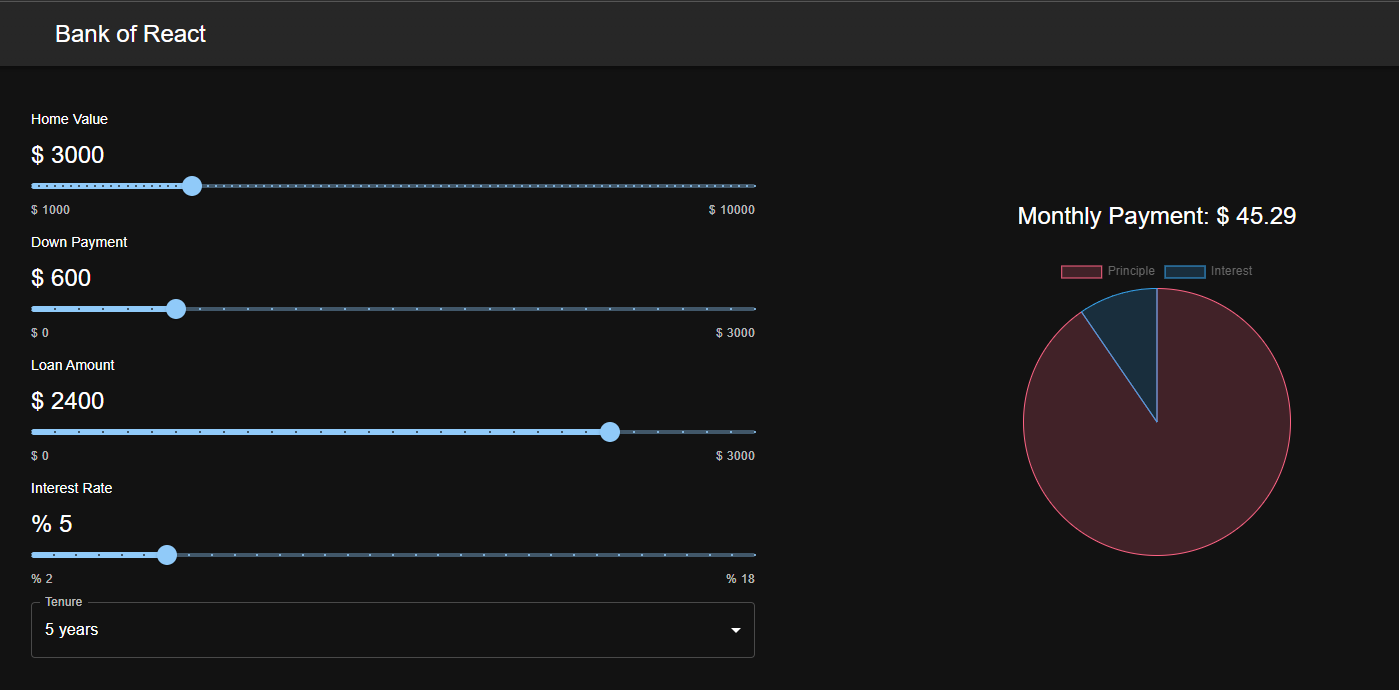 Bank of React
Home Value
$ 3000
$ 1000 $ 10000
Down Payment
$ 600
$ 0 $ 3000
Loan Amount
$ 2400
$ 0 $ 3000
Interest Rate
% 5
% 2 % 18
Tenure
5 years
Monthly Payment: $ 45.29
Principle Interest